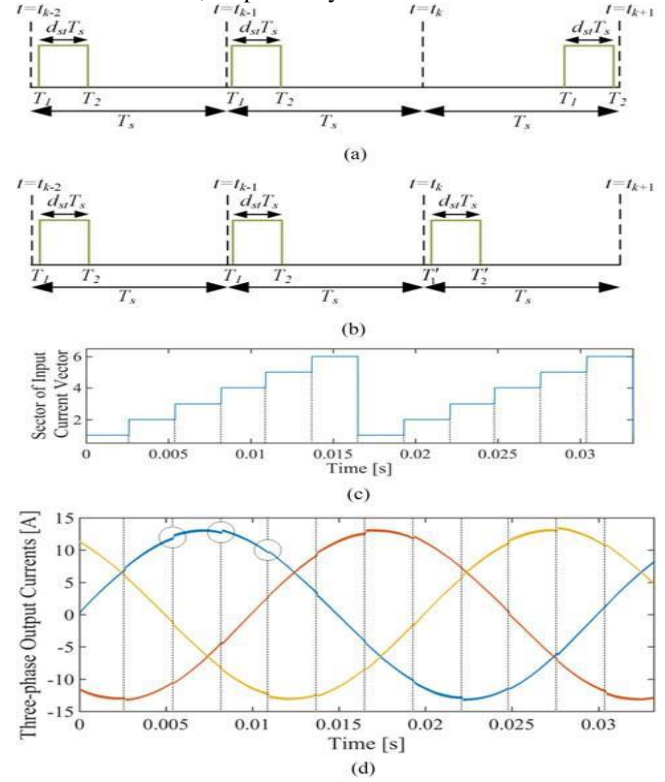 t=t_{k-2} t=t_{k-1} t=t_k t=t_{k+1}
d_{st}T_s d_{st}T_s d_{st}T_s
T_1 T_2 T_1 T_2 T_1 T_2
T_s T_s T_s
(a)
t=t_{k-2} t=t_{k-1} t=t_k t=t_{k+1}
d_{st}T_s d_{st}T_s d_{st}T_s
T_1 T_2 T_1 T_2 T'_1 T'_2
T_s T_s T_s
(b)
Sector of Input
Current Vector
6
4
2
0 0.005 0.01 0.015 0.02 0.025 0.03
Time [s]
(c)
Three-phase Output Currents [A]
15
10
5
0
-5
-10
-15
0 0.005 0.01 0.015 0.02 0.025 0.03
Time [s]
(d)